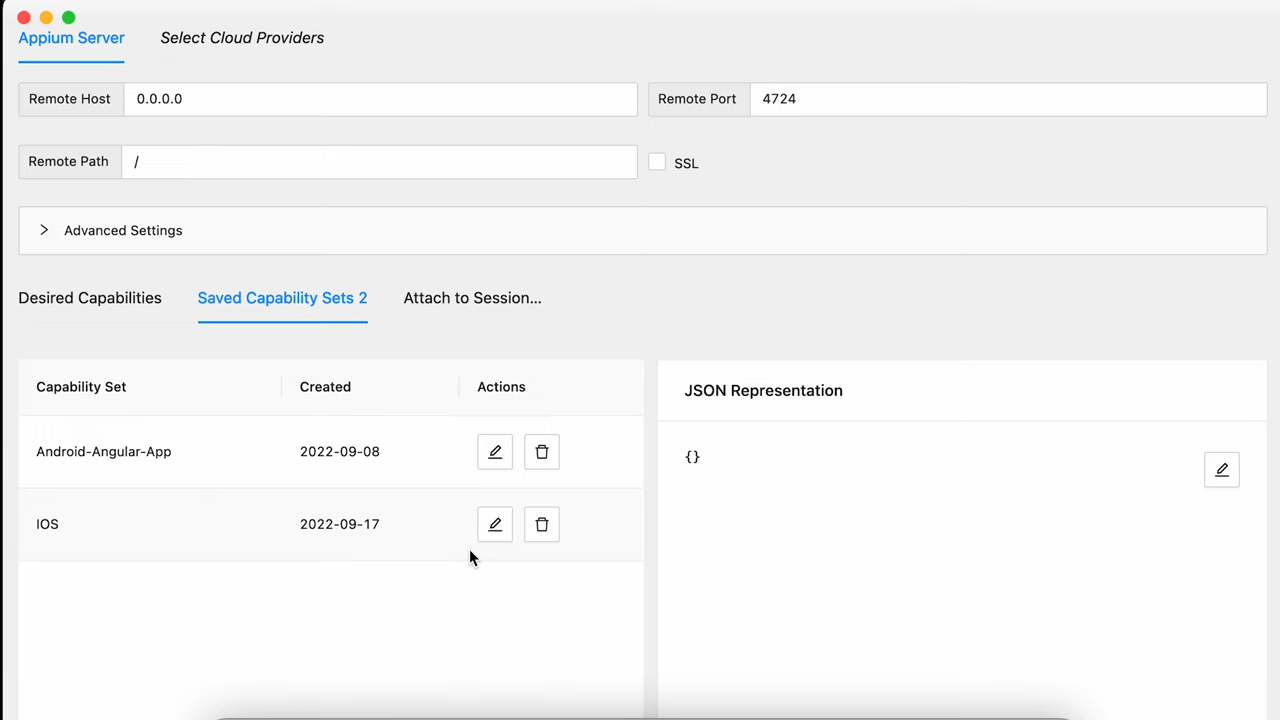 Appium Server Select Cloud Providers
Remote Host 0.0.0.0 Remote Port 4724
Remote Path / SSL
Advanced Settings
Desired Capabilities Saved Capability Sets 2 Attach to Session...
Capability Set Created Actions JSON Representation
Android-Angular-App 2022-09-08 {}
IOS 2022-09-17